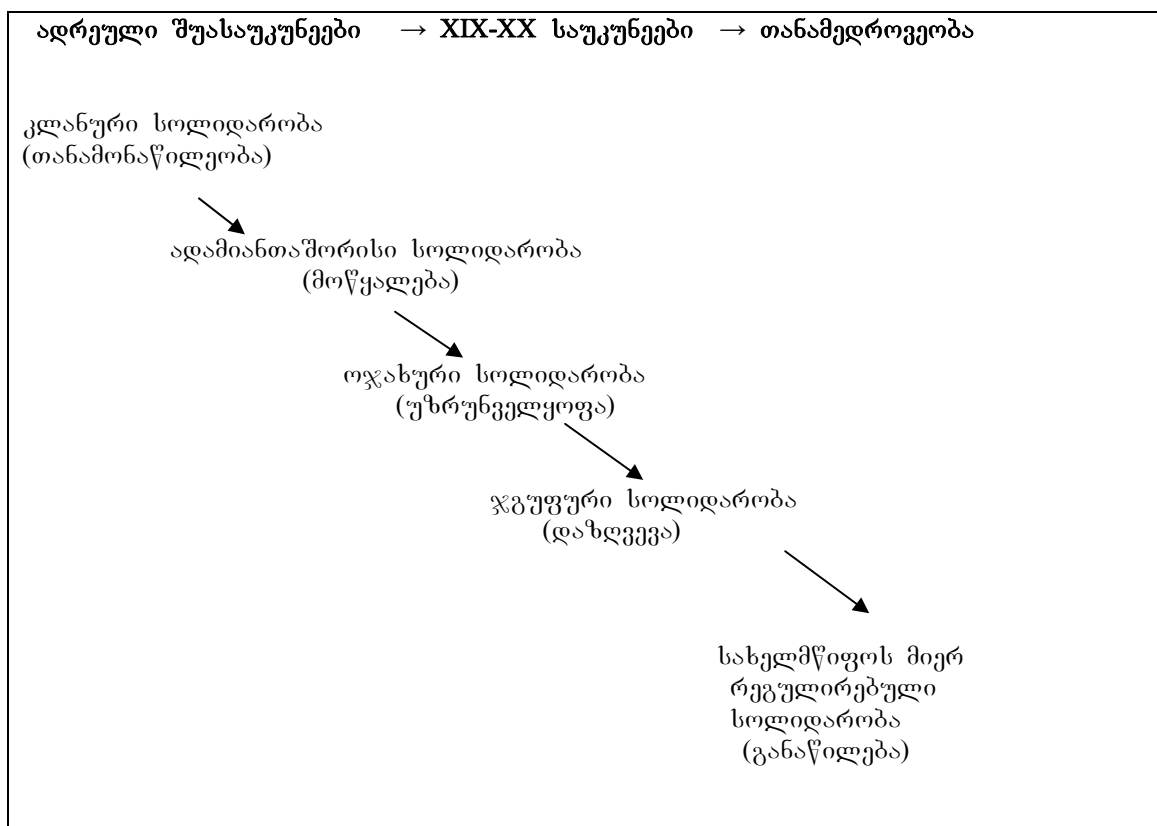 ადრეული შუასაუკუნეები → XIX-XX საუკუნეები → თანამედროვეობა
კლანური სოლიდარობა
(თანამონაწილეობა)
ადამიანთაშორისი სოლიდარობა
(მოწყალება)
ოჯახური სოლიდარობა
(უზრუნველყოფა)
ჯგუფური სოლიდარობა
(დაზღვევა)
სახელმწიფოს მიერ
რეგულირებული
სოლიდარობა
(განაწილება)